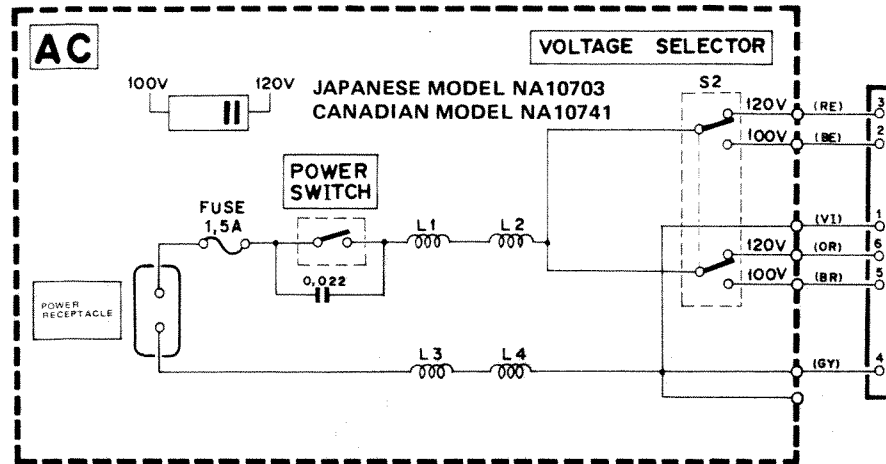 AC
VOLTAGE SELECTOR
100V 120V
JAPANESE MODEL NA10703
CANADIAN MODEL NA10741
S2
120V (RE) 3
100V (BE) 2
POWER
SWITCH
FUSE
1,5A
L1 L2
(VI) 1
120V (OR) 6
100V (BR) 5
0,022
POWER
RECEPTACLE
L3 L4
(GY) 4